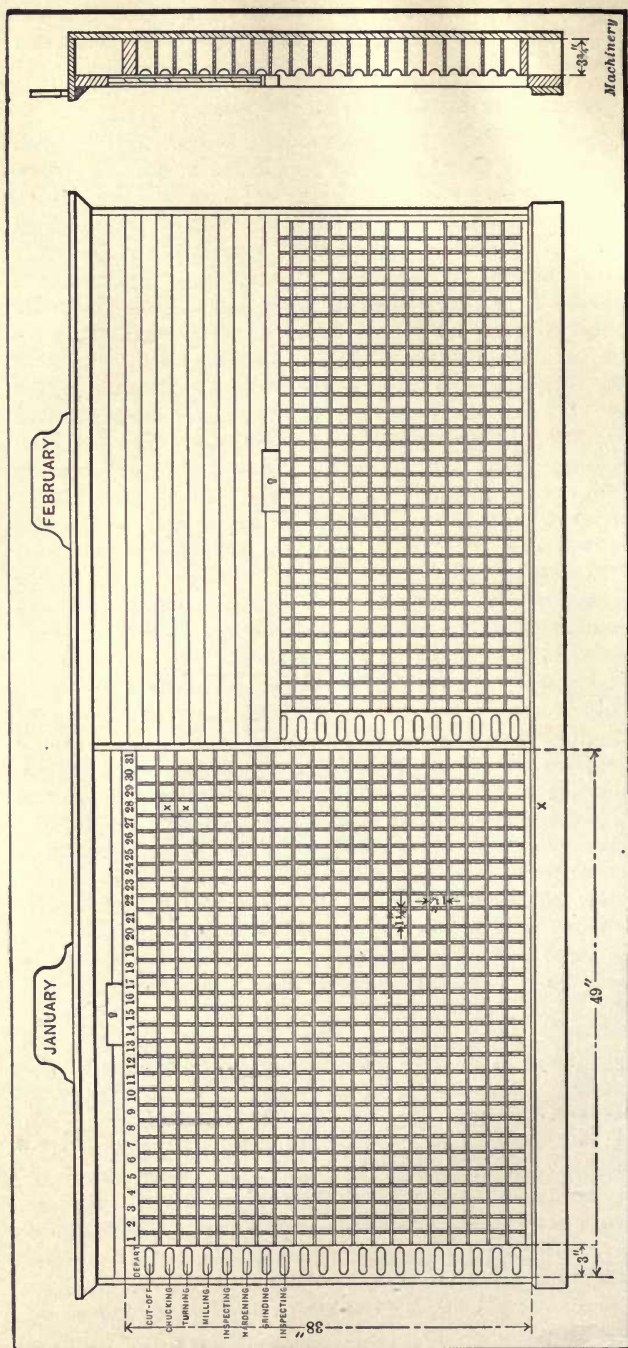 JANUARY
FEBRUARY
DEPART.
1 2 3 4 5 6 7 8 9 10 11 12 13 14 15 16 17 18 19 20 21 22 23 24 25 26 27 28 29 30 31
CUT-OFF
CHUCKING
TURNING
MILLING
INSPECTING
HARDENING
GRINDING
INSPECTING
x
x
x
38"
3"
49"
3¾"
Machinery